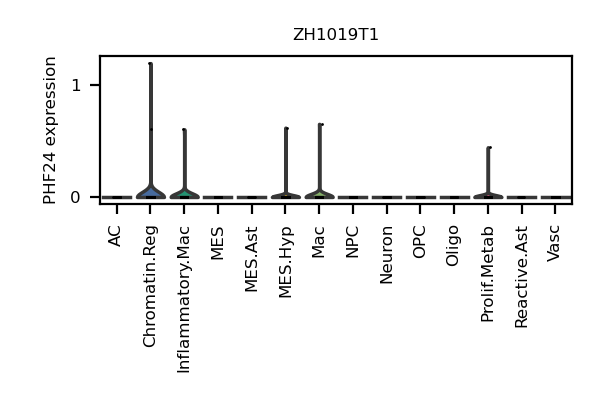 ZH1019T1
PHF24 expression
1
0
AC
Chromatin.Reg
Inflammatory.Mac
MES
MES.Ast
MES.Hyp
Mac
NPC
Neuron
OPC
Oligo
Prolif.Metab
Reactive.Ast
Vasc